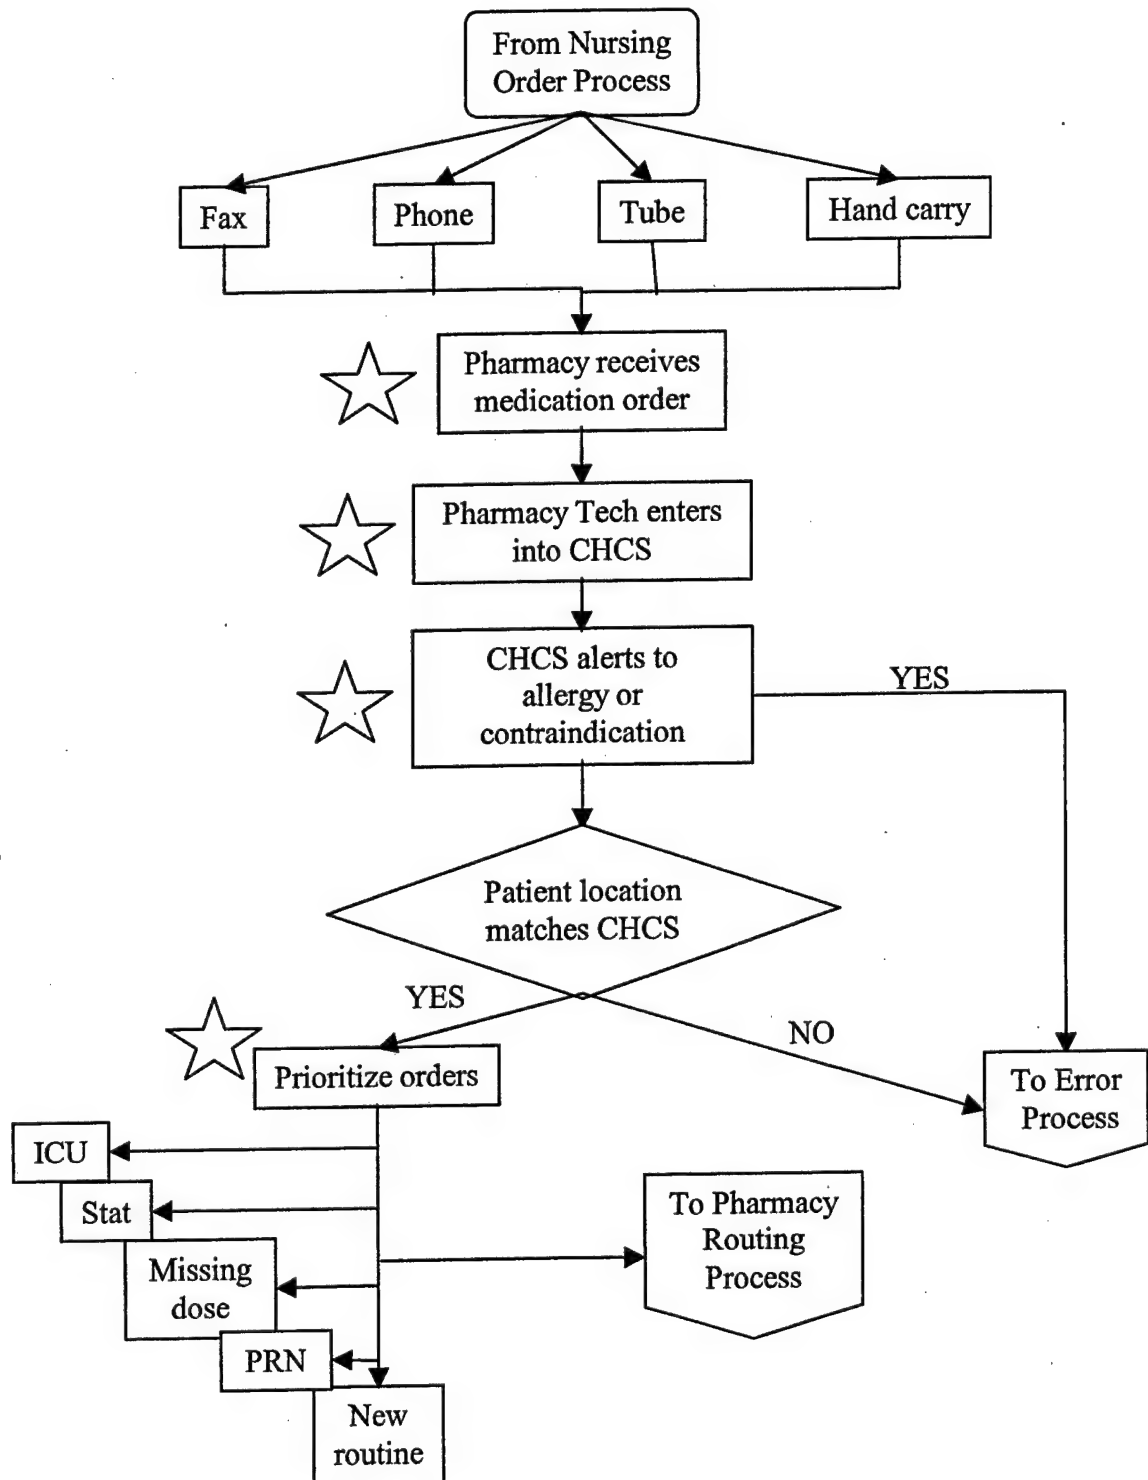 From Nursing
Order Process
Fax
Phone
Tube
Hand carry
Pharmacy receives
medication order
Pharmacy Tech enters
into CHCS
CHCS alerts to
allergy or
contraindication
YES
Patient location
matches CHCS
YES
NO
Prioritize orders
To Error
Process
ICU
Stat
To Pharmacy
Routing
Process
Missing
dose
PRN
New
routine